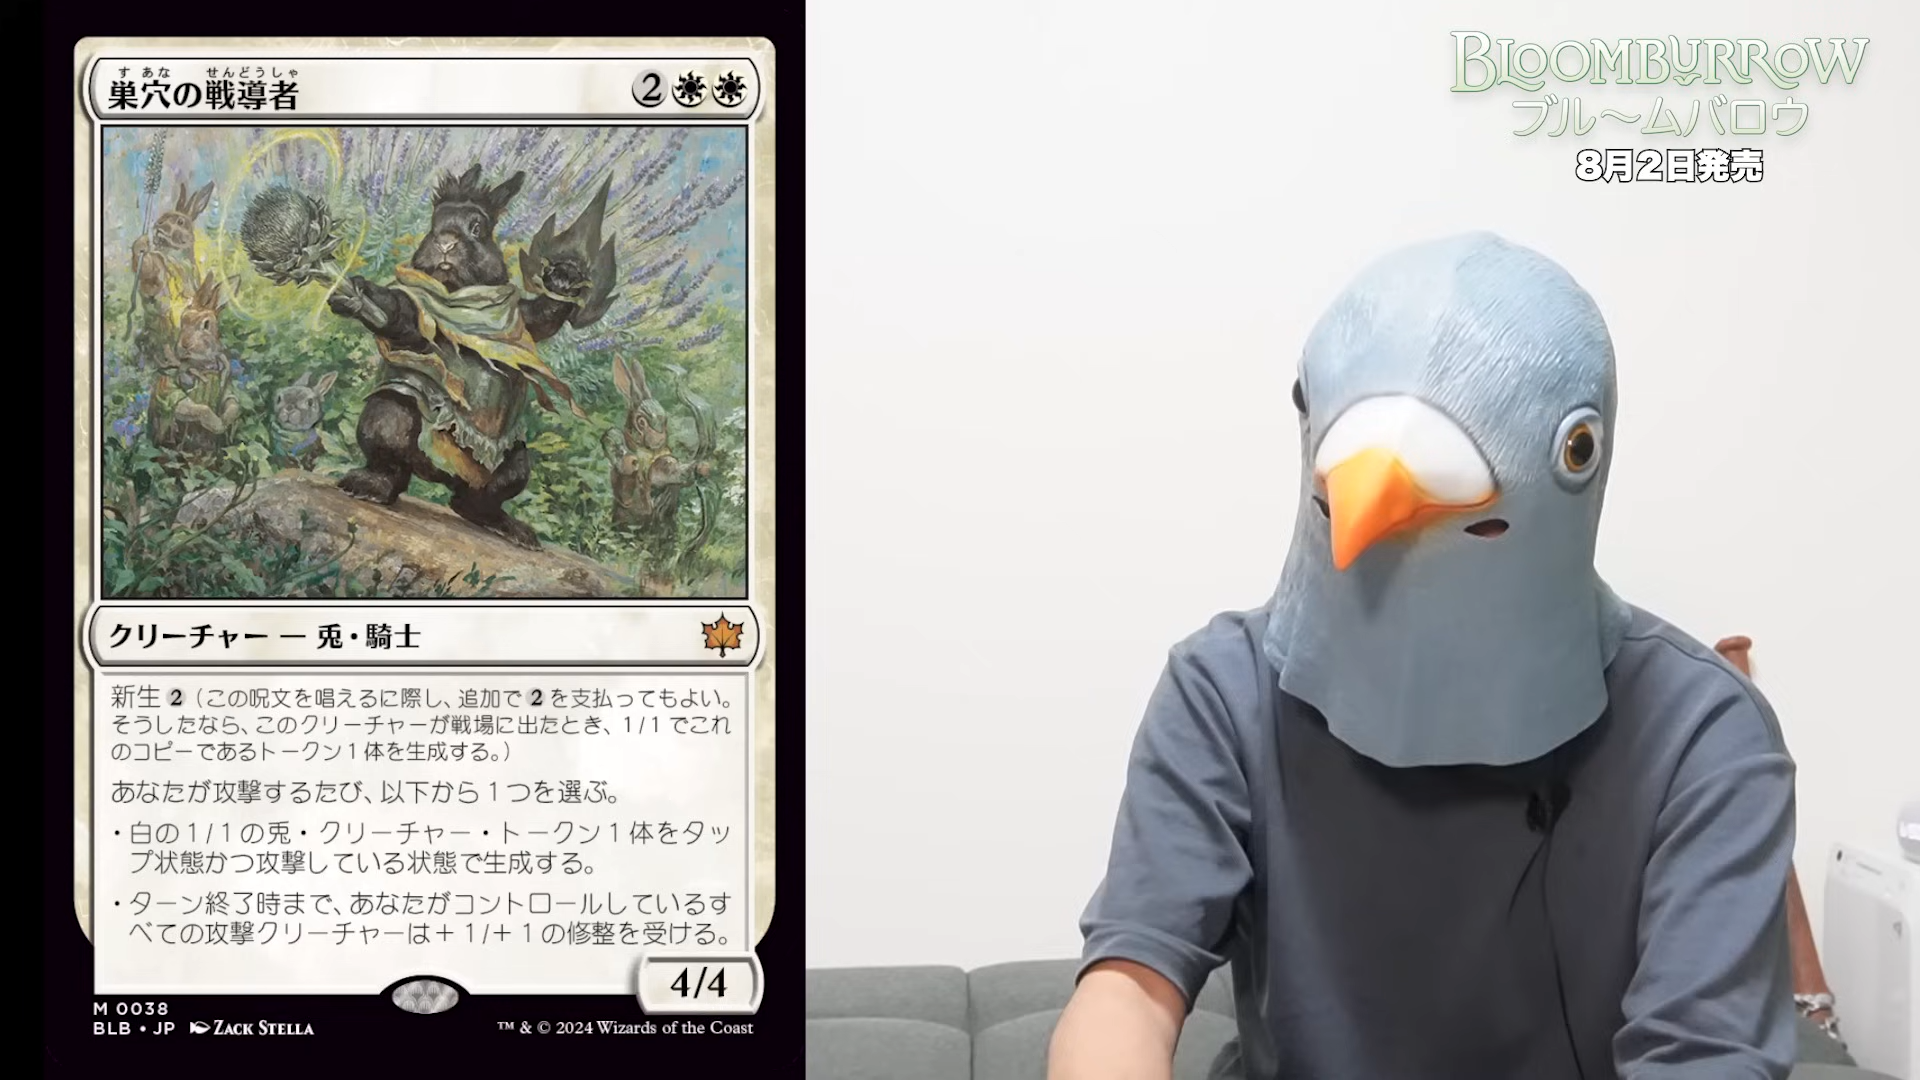 す あな せんどうしゃ
巣穴の戦導者
2
クリーチャー — 兎・騎士
新生 2 (この呪文を唱えるに際し、追加で 2 を支払ってもよい。
そうしたなら、このクリーチャーが戦場に出たとき、1/1 でこれ
のコピーであるトークン1体を生成する。)
あなたが攻撃するたび、以下から1つを選ぶ。
・白の1/1の兎・クリーチャー・トークン1体をタッ
プ状態かつ攻撃している状態で生成する。
・ターン終了時まで、あなたがコントロールしているす
べての攻撃クリーチャーは+1/+1の修整を受ける。
4/4
M 0038
BLB • JP ZACK STELLA
™ & © 2024 Wizards of the Coast
BLOOMBURROW
ブルームバロウ
8月2日発売